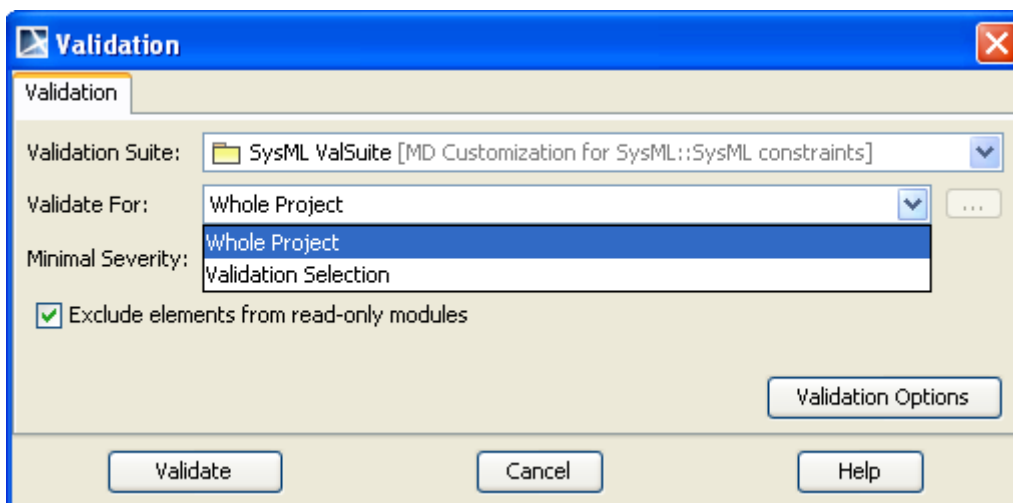 Validation
Validation
Validation Suite: SysML ValSuite [MD Customization for SysML::SysML constraints]
Validate For: Whole Project ...
Whole Project
Minimal Severity:
Validation Selection
Exclude elements from read-only modules
Validation Options
Validate Cancel Help